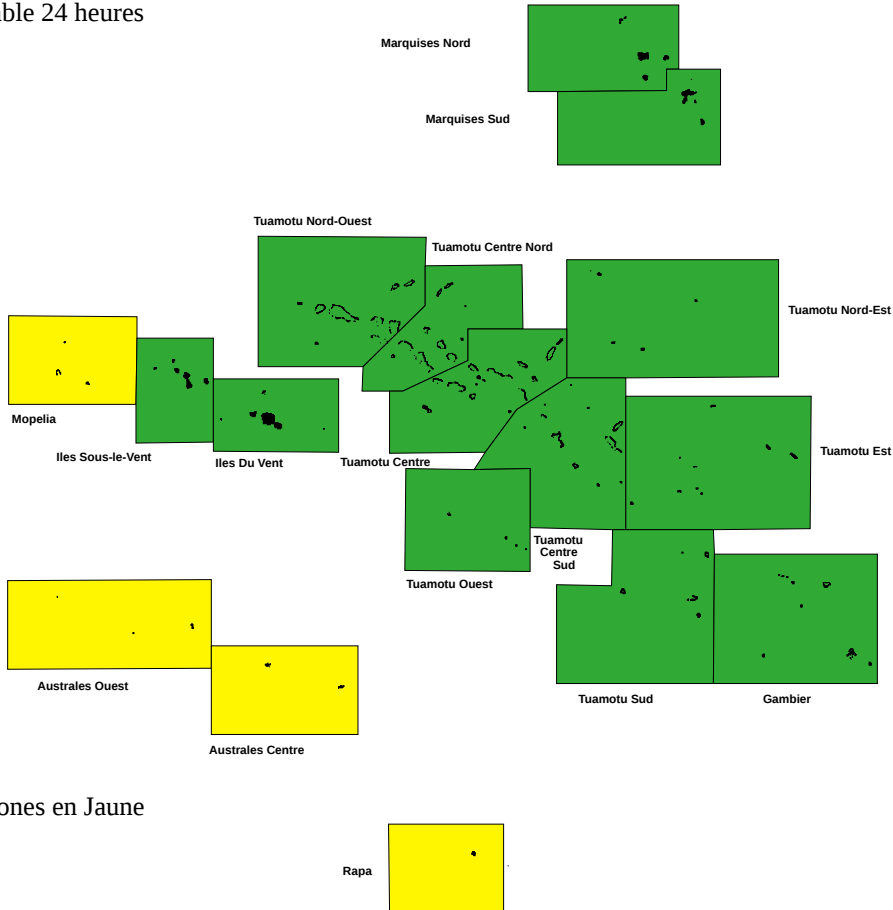 24 heures
Marquises Nord
Marquises Sud
Tuamotu Nord-Ouest
Tuamotu Centre Nord
Tuamotu Nord-Est
Mopelia
Iles Sous-le-Vent
Iles Du Vent
Tuamotu Centre
Tuamotu Est
Tuamotu
Centre
Sud
Tuamotu Ouest
Australes Ouest
Tuamotu Sud
Gambier
Australes Centre
en Jaune
Rapa